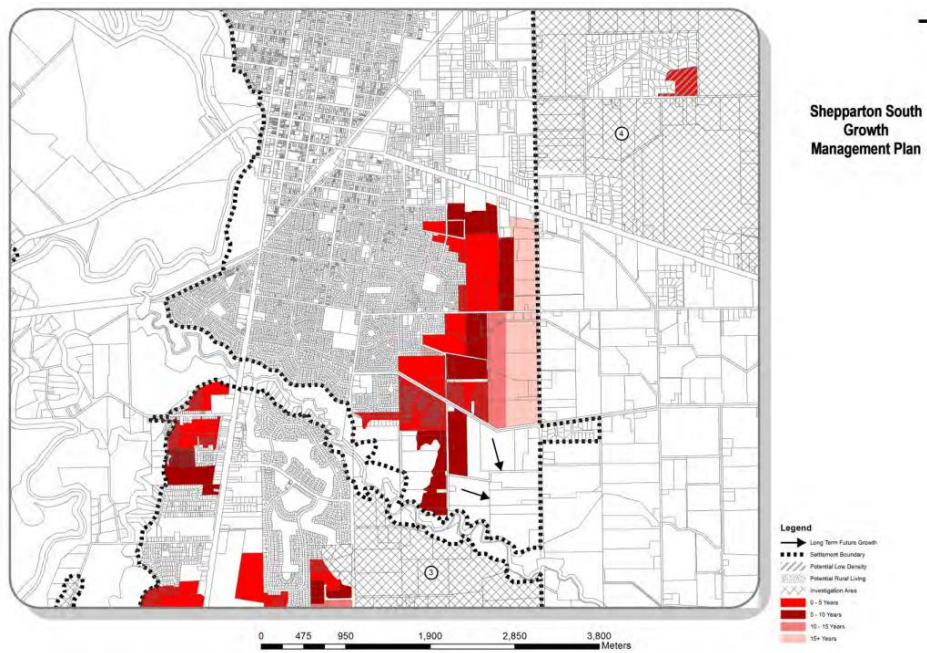 Shepparton South
Growth
Management Plan
4
3
Legend
Long Term Future Growth
Settlement Boundary
Potential Low Density
Potential Rural Living
Investigation Area
0 - 5 Years
5 - 10 Years
10 - 15 Years
15+ Years
0 475 950 1,900 2,850 3,800
Meters